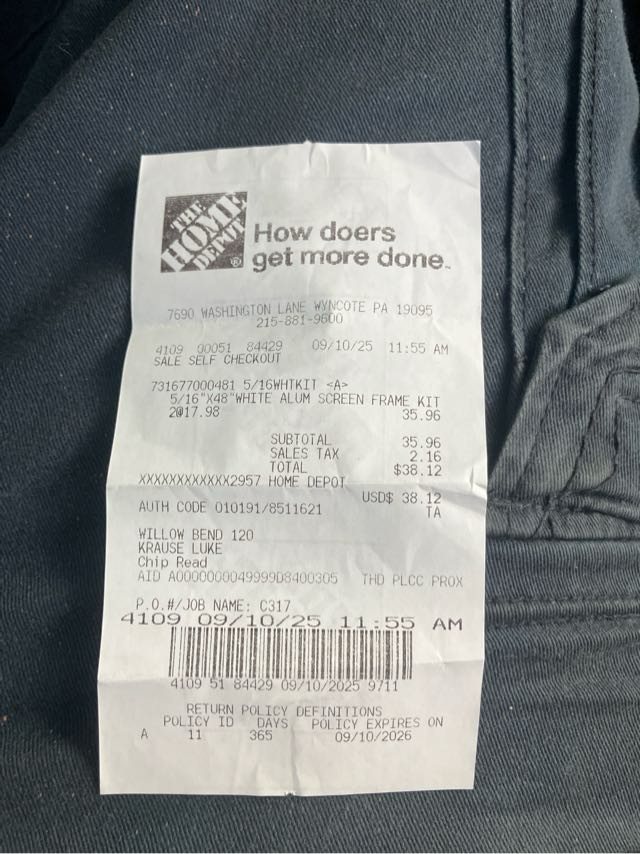 THE HOME DEPOT ®
How doers
get more done™
7690 WASHINGTON LANE WYNCOTE PA 19095
215-881-9600
4109 00051 84429 09/10/25 11:55 AM
SALE SELF CHECKOUT
731677000481 5/16WHTKIT <A>
5/16"X48"WHITE ALUM SCREEN FRAME KIT
2@17.98 35.96
SUBTOTAL 35.96
SALES TAX 2.16
TOTAL $38.12
XXXXXXXXXXXX2957 HOME DEPOT
USD$ 38.12
AUTH CODE 010191/8511621 TA
WILLOW BEND 120
KRAUSE LUKE
Chip Read
AID A0000000049999D8400305 THD PLCC PROX
P.O.#/JOB NAME: C317
4109 09/10/25 11:55 AM
4109 51 84429 09/10/2025 9711
RETURN POLICY DEFINITIONS
POLICY ID DAYS POLICY EXPIRES ON
A 11 365 09/10/2026